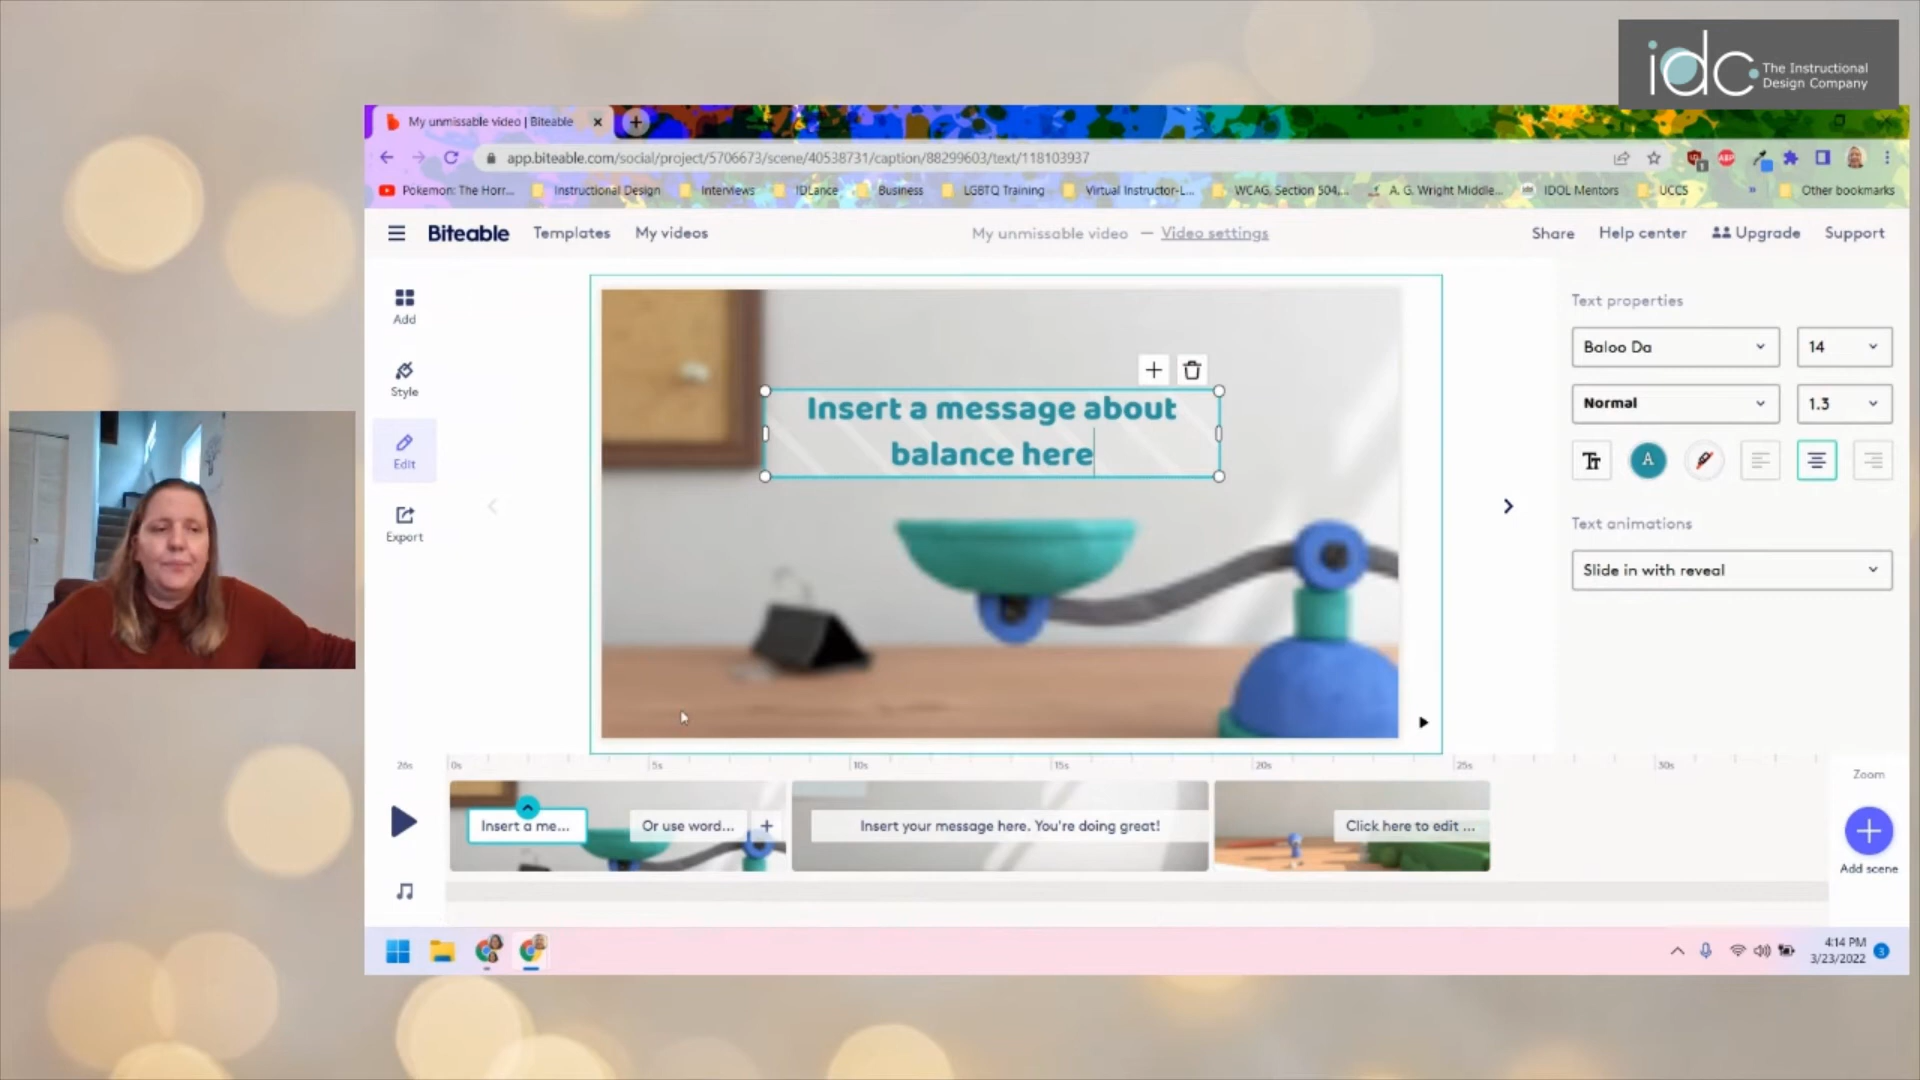 idc The Instructional
Design Company
My unmissable video | Biteable
app.biteable.com/social/project/5706673/scene/40538731/caption/88299603/text/118103937
Pokemon: The Horr...
Instructional Design
Interviews
IDLance
Business
LGBTQ Training
Virtual Instructor-L...
WCAG, Section 504,...
A. G. Wright Middle...
IDOL Mentors
UCCS
»
Other bookmarks
Biteable
Templates
My videos
My unmissable video — Video settings
Share
Help center
Upgrade
Support
Add
Style
Edit
Export
Insert a message about
balance here
Text properties
Baloo Da
14
Normal
1.3
Tт
A
Text animations
Slide in with reveal
26s
0s
5s
10s
15s
20s
25s
30s
Zoom
Insert a me...
Or use word...
Insert your message here. You're doing great!
Click here to edit ...
Add scene
4:14 PM
3/23/2022
3